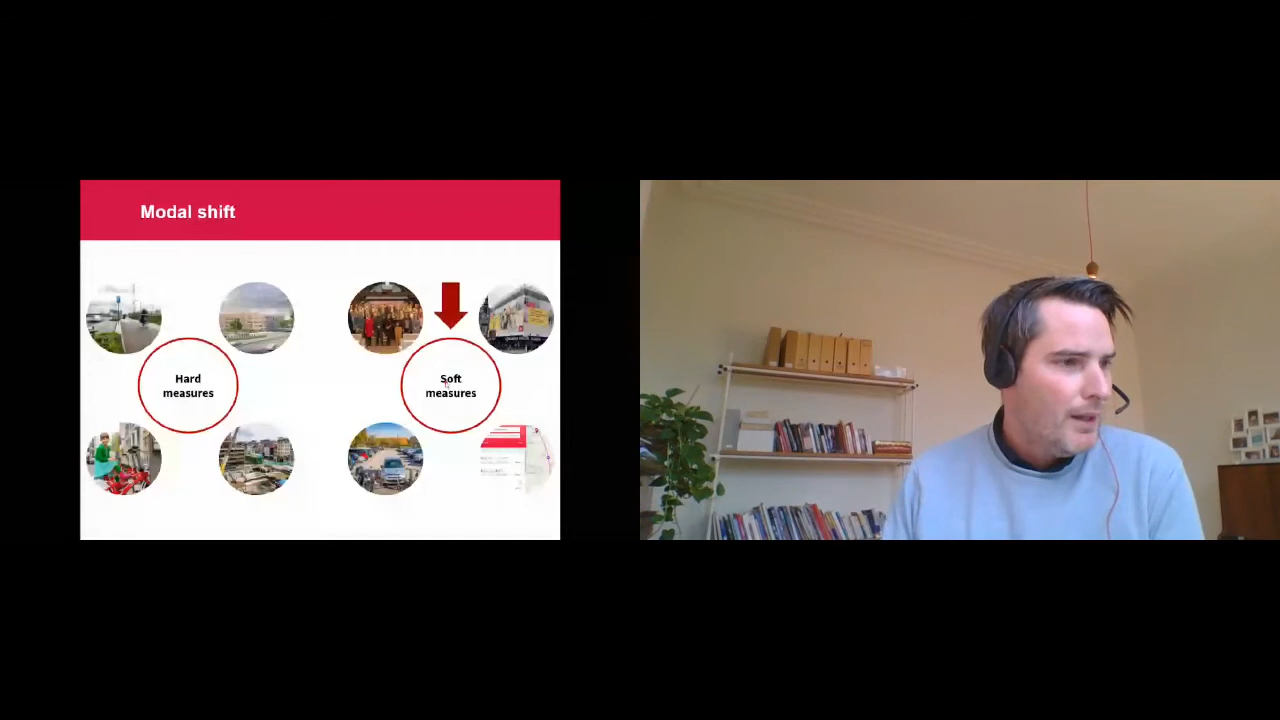 Modal shift
Hard
measures
Soft
measures